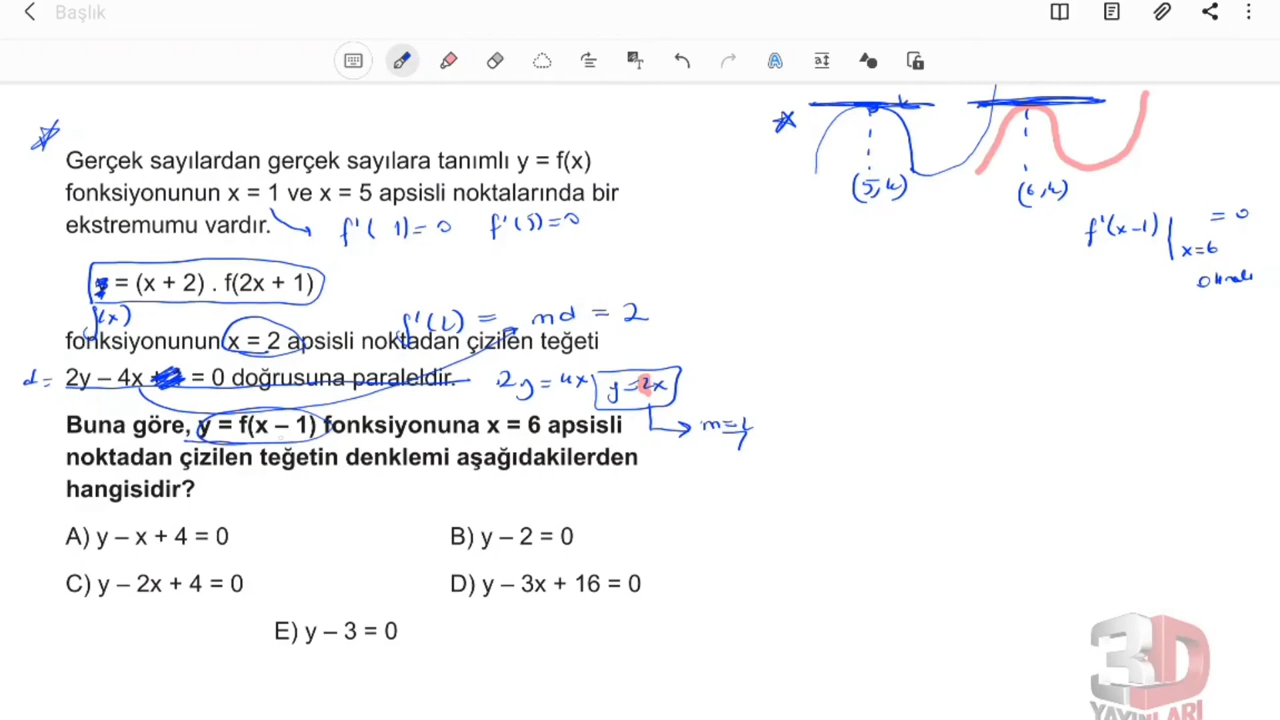 Başlık
Gerçek sayılardan gerçek sayılara tanımlı y = f(x)
fonksiyonunun x = 1 ve x = 5 apsisli noktalarında bir
ekstremumu vardır.
f'(1)=0 f'(5)=0
= (x + 2) . f(2x + 1)
f'(2) = md = 2
fonksiyonunun x = 2 apsisli noktadan çizilen teğeti
d = 2y – 4x = 0 doğrusuna paraleldir.
2y = 4x y = 2x
m = 2
Buna göre, y = f(x – 1) fonksiyonuna x = 6 apsisli
noktadan çizilen teğetin denklemi aşağıdakilerden
hangisidir?
A) y – x + 4 = 0
B) y – 2 = 0
C) y – 2x + 4 = 0
D) y – 3x + 16 = 0
E) y – 3 = 0
(5,k)
(6,k)
f'(x-1) | = 0
x=6
3D
YAYINLARI